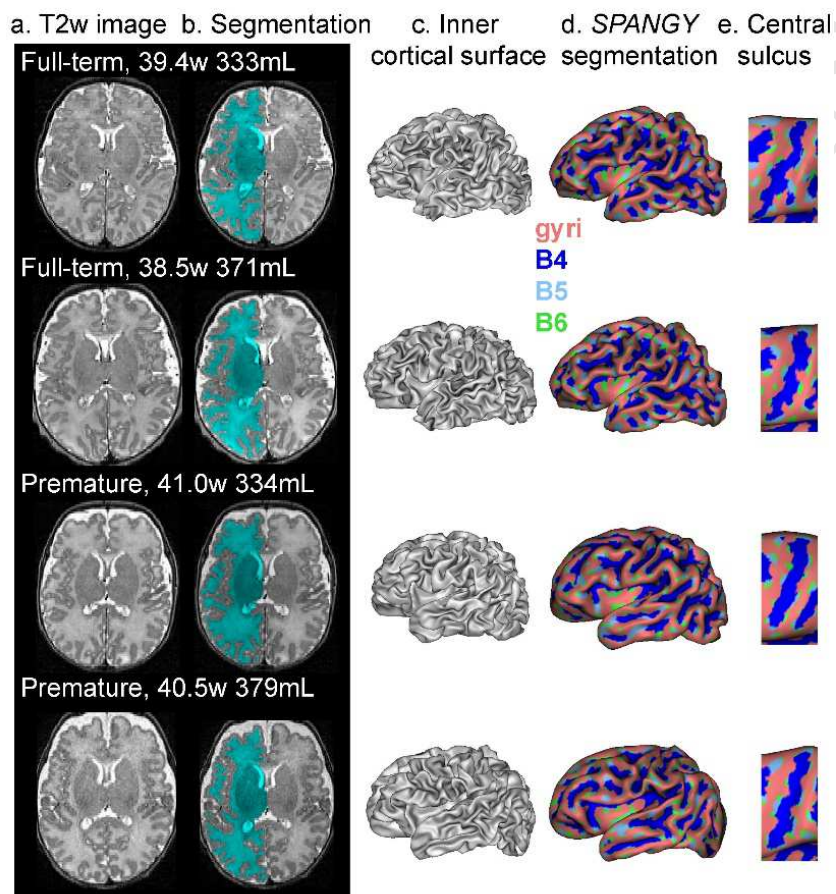 a. T2w image b. Segmentation c. Inner cortical surface d. SPANGY segmentation e. Central sulcus
Full-term, 39.4w 333mL
gyri
B4
B5
B6
Full-term, 38.5w 371mL
Premature, 41.0w 334mL
Premature, 40.5w 379mL